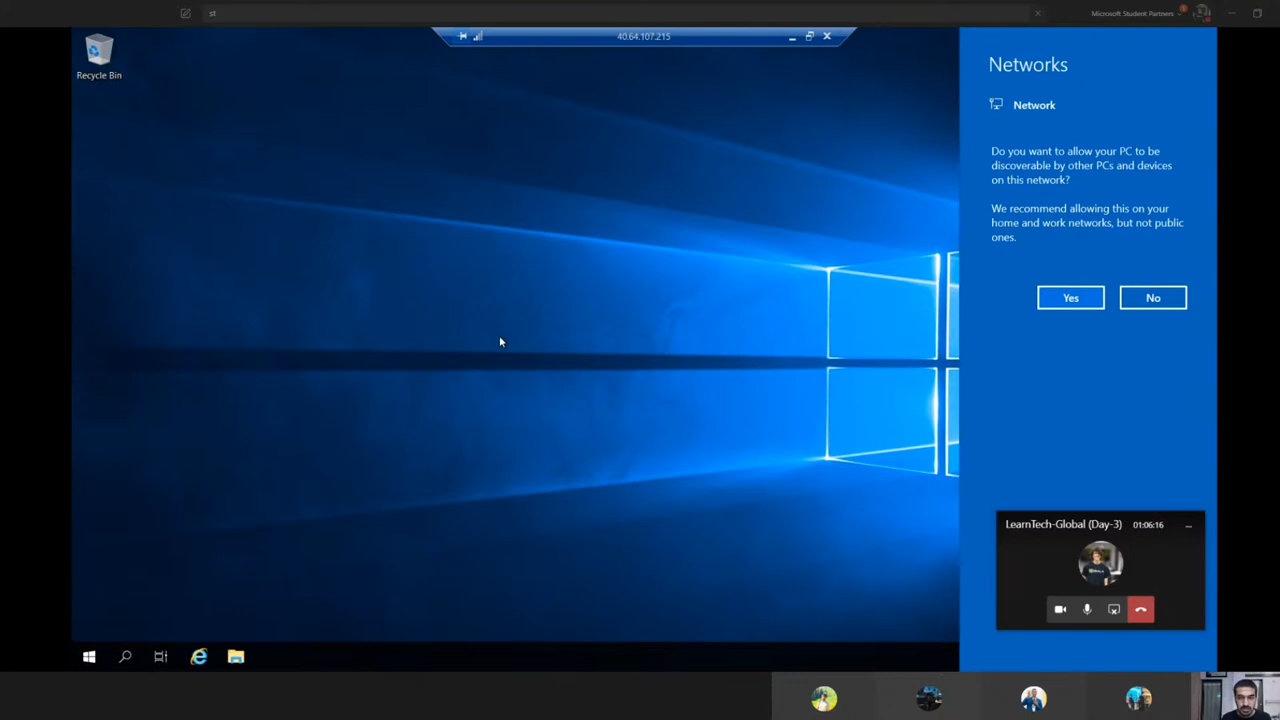 st
Microsoft Student Partners
40.64.107.215
Recycle Bin
Networks
Network
Do you want to allow your PC to be
discoverable by other PCs and devices
on this network?
We recommend allowing this on your
home and work networks, but not public
ones.
Yes
No
LearnTech-Global (Day-3)
01:06:16